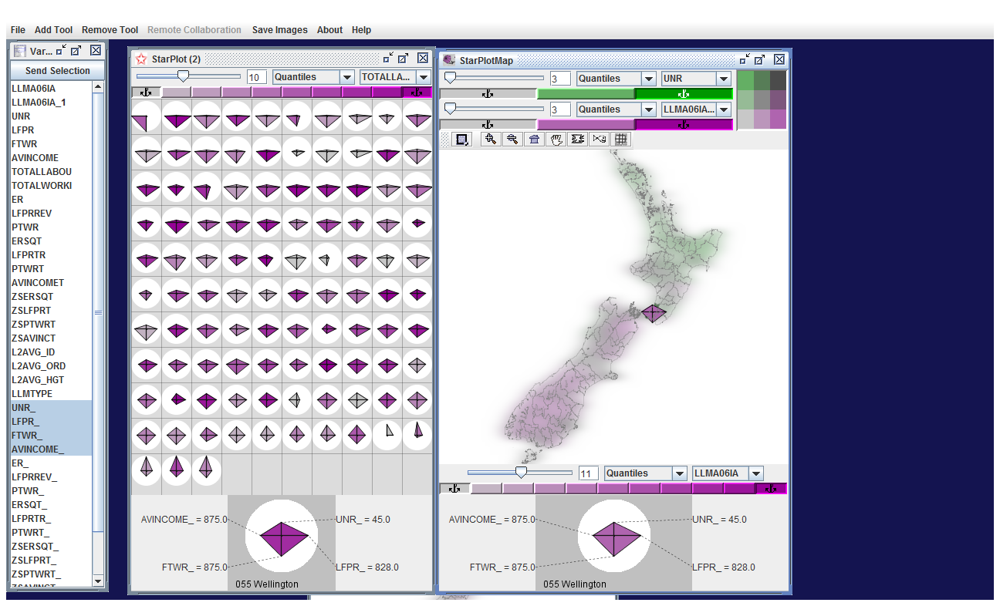 File Add Tool Remove Tool Remote Collaboration Save Images About Help
Var...
Send Selection
LLMA06IA
LLMA06IA_1
UNR
LFPR
FTWR
AVINCOME
TOTALLABOU
TOTALWORKI
ER
LFPRREV
PTWR
ERSQT
LFPRTR
PTWRT
AVINCOMET
ZSERSQT
ZSLFPRT
ZSPTWRT
ZSAVINCT
L2AVG_ID
L2AVG_ORD
L2AVG_HGT
LLMTYPE
UNR_
LFPR_
FTWR_
AVINCOME_
ER_
LFPRREV_
PTWR_
ERSQT_
LFPRTR_
PTWRT_
ZSERSQT_
ZSLFPRT_
ZSPTWRT_
StarPlot (2)
10 Quantiles TOTALLA...
AVINCOME_ = 875.0 UNR_ = 45.0
FTWR_ = 875.0 LFPR_ = 828.0
055 Wellington
StarPlotMap
3 Quantiles UNR
3 Quantiles LLMA06IA...
11 Quantiles LLMA06IA
AVINCOME_ = 875.0 UNR_ = 45.0
FTWR_ = 875.0 LFPR_ = 828.0
055 Wellington